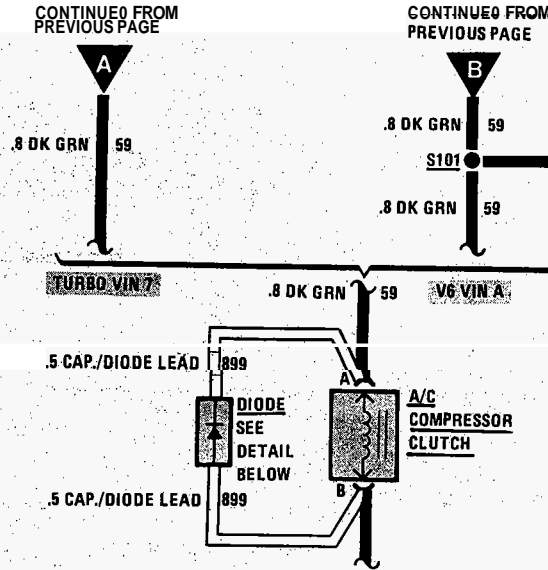 CONTINUE0 FROM
PREVIOUS PAGE
A
.8 DK GRN 59
CONTINUE0 FROM
PREVIOUS PAGE
B
.8 DK GRN 59
S101
.8 DK GRN 59
TURBO VIN 7
.8 DK GRN 59
V6 VIN A
.5 CAP./DIODE LEAD 899
A
DIODE
SEE
DETAIL
BELOW
A/C
COMPRESSOR
CLUTCH
B
.5 CAP./DIODE LEAD 899